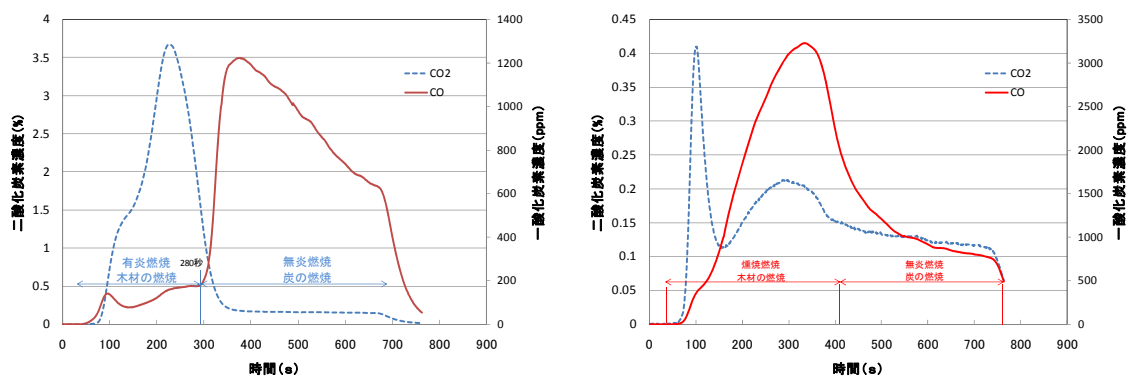 4
3.5
3
2.5
2
1.5
1
0.5
0
1400
1200
1000
800
600
400
200
0
0 100 200 300 400 500 600 700 800 900
二酸化炭素濃度(%)
一酸化炭素濃度(ppm)
時間(s)
CO2
CO
有炎燃焼
木材の燃焼
280秒
無炎燃焼
炭の燃焼
0.45
0.4
0.35
0.3
0.25
0.2
0.15
0.1
0.05
0
3500
3000
2500
2000
1500
1000
500
0
0 100 200 300 400 500 600 700 800 900
二酸化炭素濃度(%)
一酸化炭素濃度(ppm)
時間(s)
CO2
CO
燻焼燃焼
木材の燃焼
無炎燃焼
炭の燃焼